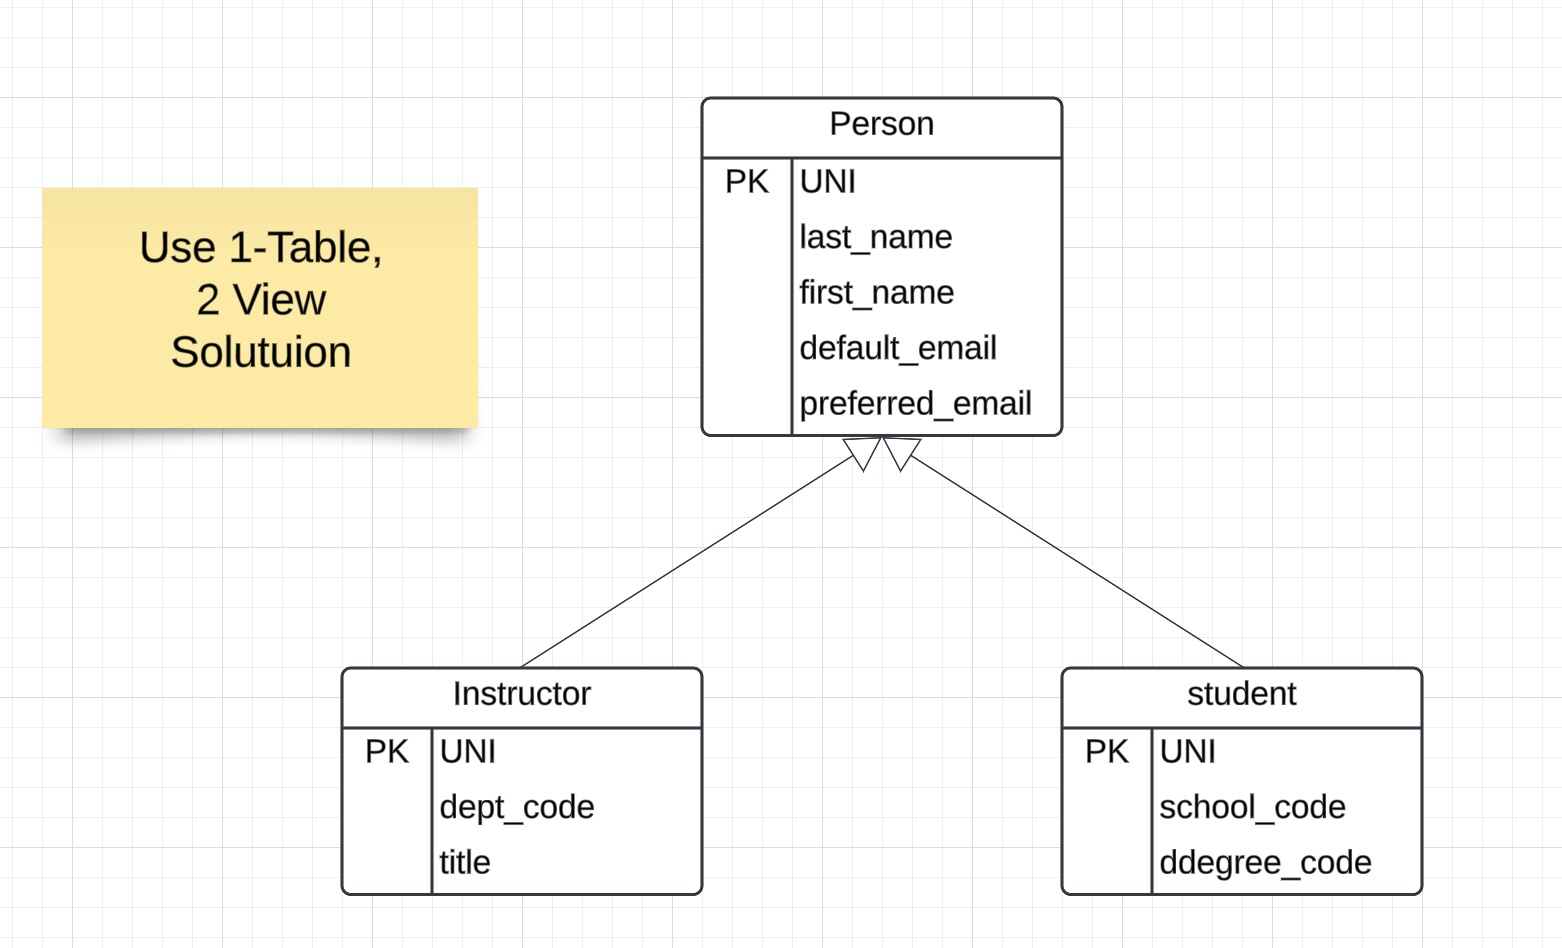 Use 1-Table,
2 View
Solutuion
Person
PK UNI
last_name
first_name
default_email
preferred_email
Instructor
PK UNI
dept_code
title
student
PK UNI
school_code
ddegree_code